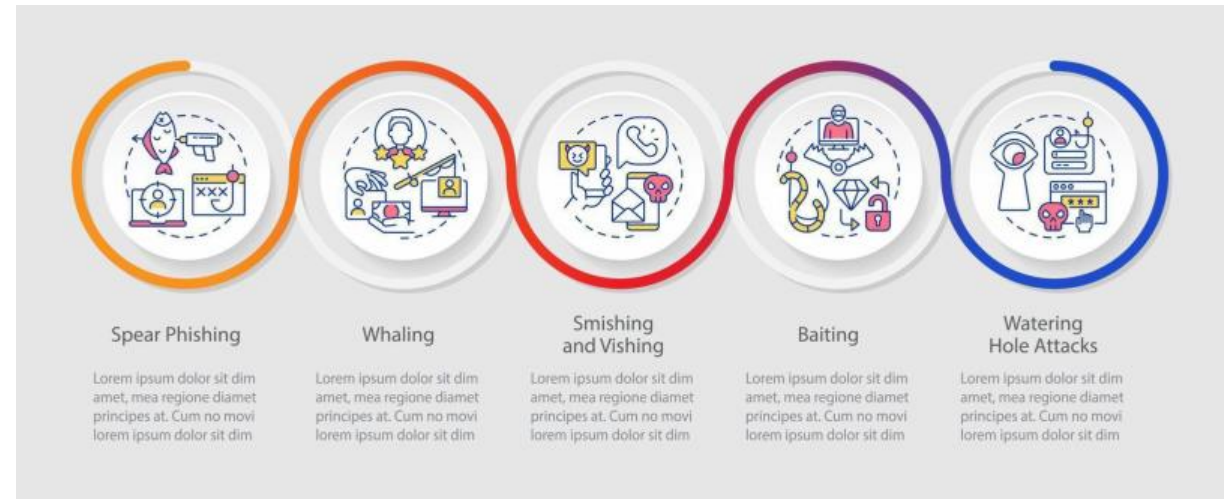 Spear Phishing
Lorem ipsum dolor sit dim
amet, mea regione diamet
principes at. Cum no movi
lorem ipsum dolor sit dim
Whaling
Lorem ipsum dolor sit dim
amet, mea regione diamet
principes at. Cum no movi
lorem ipsum dolor sit dim
Smishing
and Vishing
Lorem ipsum dolor sit dim
amet, mea regione diamet
principes at. Cum no movi
lorem ipsum dolor sit dim
Baiting
Lorem ipsum dolor sit dim
amet, mea regione diamet
principes at. Cum no movi
lorem ipsum dolor sit dim
Watering
Hole Attacks
Lorem ipsum dolor sit dim
amet, mea regione diamet
principes at. Cum no movi
lorem ipsum dolor sit dim